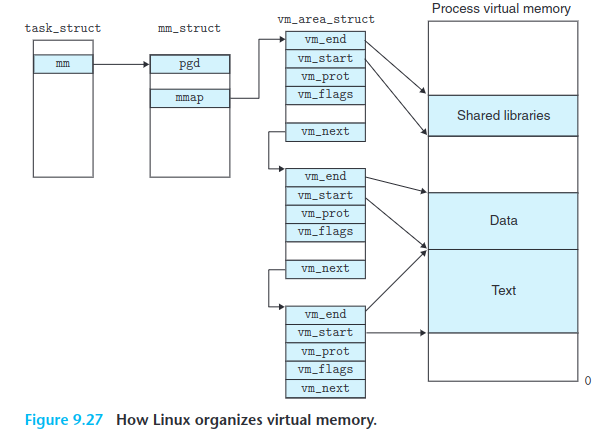 Process virtual memory
task_struct
mm_struct
vm_area_struct
mm
pgd
mmap
vm_end
vm_start
vm_prot
vm_flags
vm_next
vm_end
vm_start
vm_prot
vm_flags
vm_next
vm_end
vm_start
vm_prot
vm_flags
vm_next
Shared libraries
Data
Text
0
Figure 9.27 How Linux organizes virtual memory.